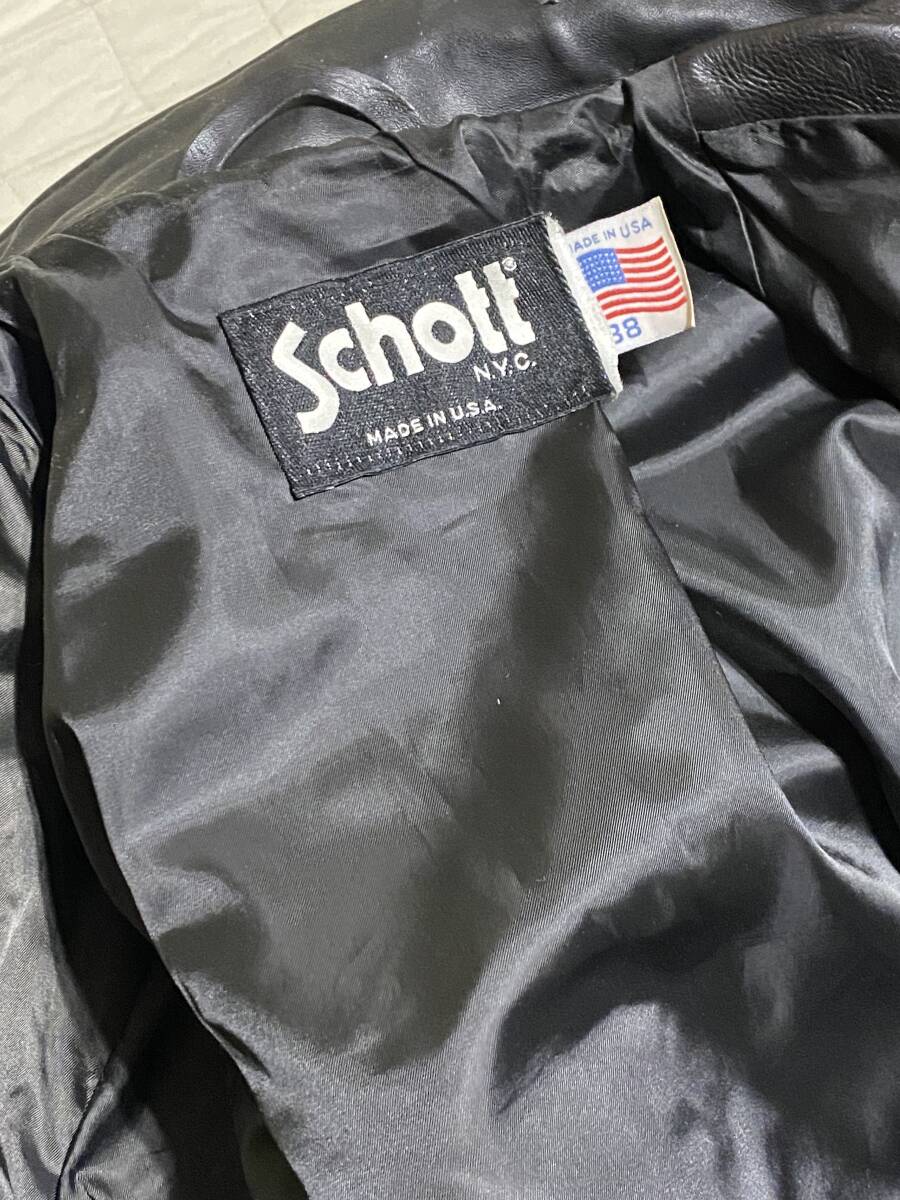 Schott®
N.Y.C.
MADE IN U.S.A.
MADE IN USA
38